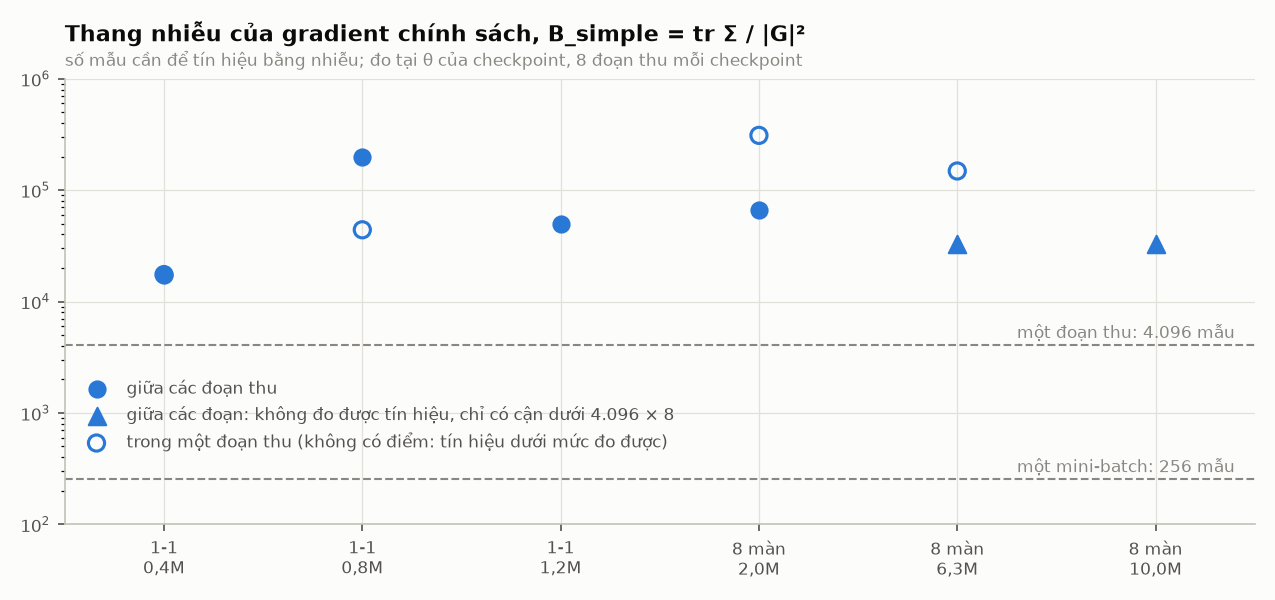 Thang nhiễu của gradient chính sách, B_simple = tr Σ / |G|²
số mẫu cần để tín hiệu bằng nhiễu; đo tại θ của checkpoint, 8 đoạn thu mỗi checkpoint
10⁶
10⁵
10⁴
một đoạn thu: 4.096 mẫu
giữa các đoạn thu
10³
giữa các đoạn: không đo được tín hiệu, chỉ có cận dưới 4.096 × 8
trong một đoạn thu (không có điểm: tín hiệu dưới mức đo được)
một mini-batch: 256 mẫu
10²
1-1
0,4M
1-1
0,8M
1-1
1,2M
8 màn
2,0M
8 màn
6,3M
8 màn
10,0M